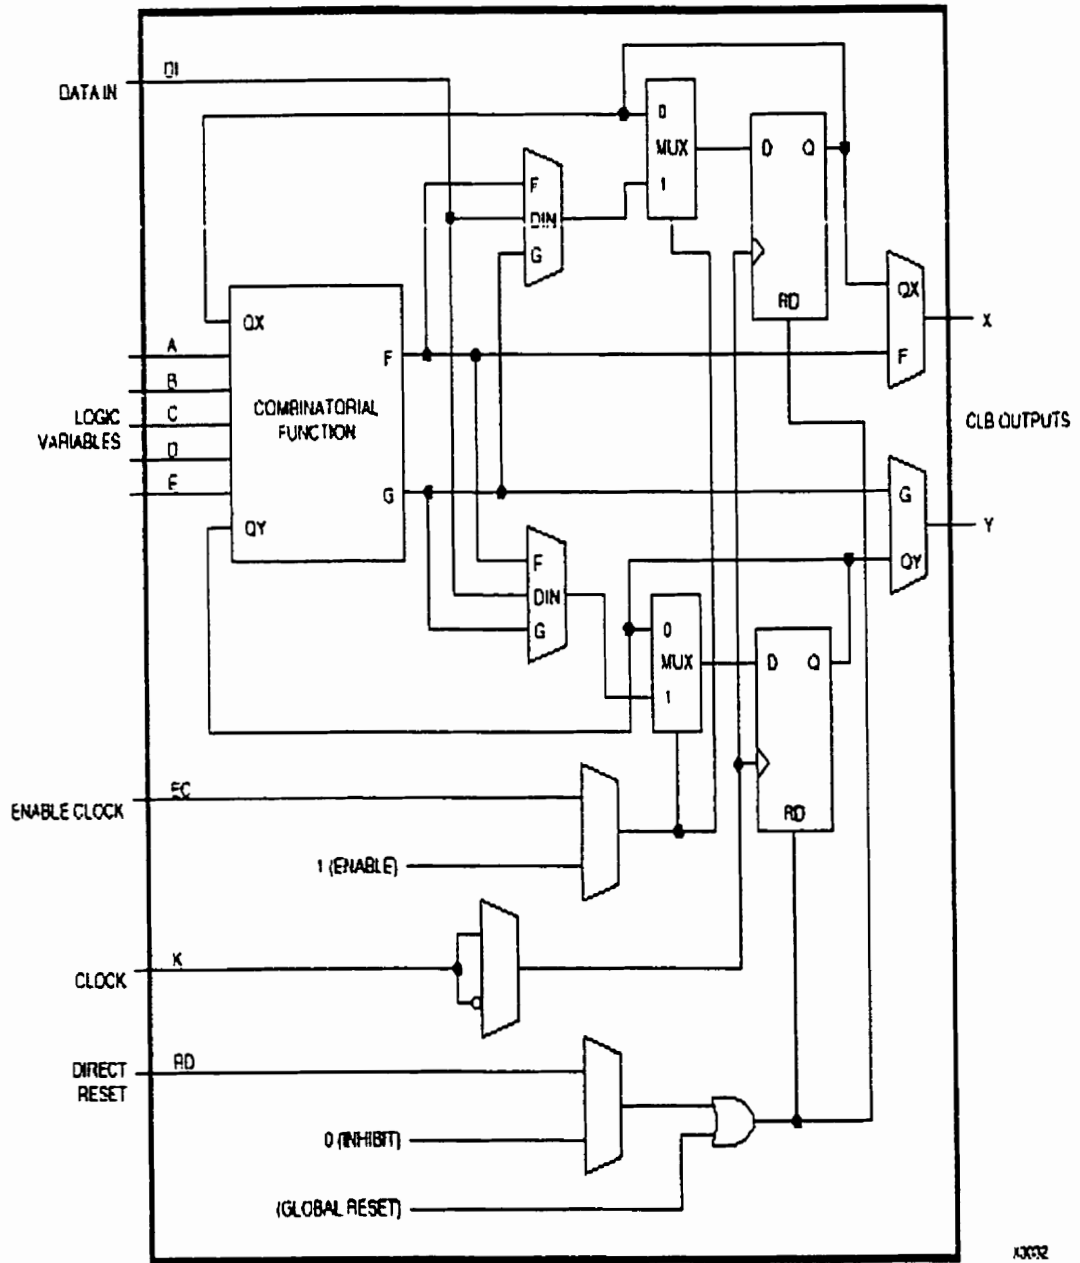 DI
DATA IN
0
MUX
1
D Q
RD
F
DIN
G
QX
F
X
QX
A
B
C
D
E
LOGIC
VARIABLES
COMBINATORIAL
FUNCTION
F
G
QY
CLB OUTPUTS
G
QY
Y
F
DIN
G
0
MUX
1
D Q
RD
EC
ENABLE CLOCK
1 (ENABLE)
K
CLOCK
RD
DIRECT
RESET
0 (INHIBIT)
(GLOBAL RESET)
X3032